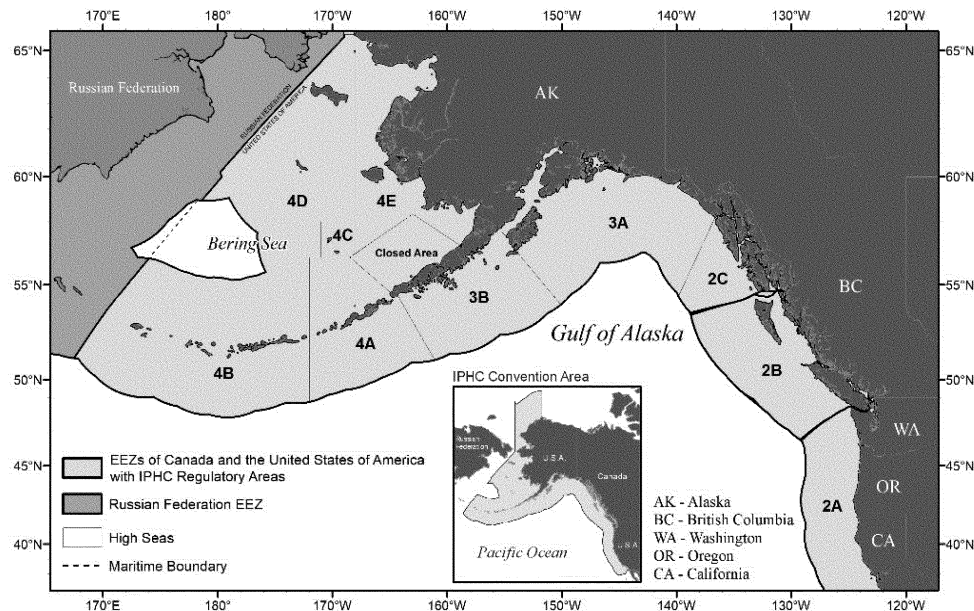 170°E 180° 170°W 160°W 150°W 140°W 130°W 120°W
65°N 65°N
Russian Federation
RUSSIAN FEDERATION
UNITED STATES OF AMERICA
AK
60°N 60°N
4D 4E
3A
4C
Bering Sea
Closed Area
2C
55°N 55°N
3B
BC
Gulf of Alaska
4A
4B
2B
50°N 50°N
IPHC Convention Area
Russian
Federation
U.S.A.
Canada
U.S.A.
Pacific Ocean
WA
EEZs of Canada and the United States of America
with IPHC Regulatory Areas
Russian Federation EEZ
High Seas
Maritime Boundary
45°N 45°N
2A
OR
AK - Alaska
BC - British Columbia
WA - Washington
OR - Oregon
CA - California
CA
40°N 40°N
170°E 180° 170°W 160°W 150°W 140°W 130°W 120°W